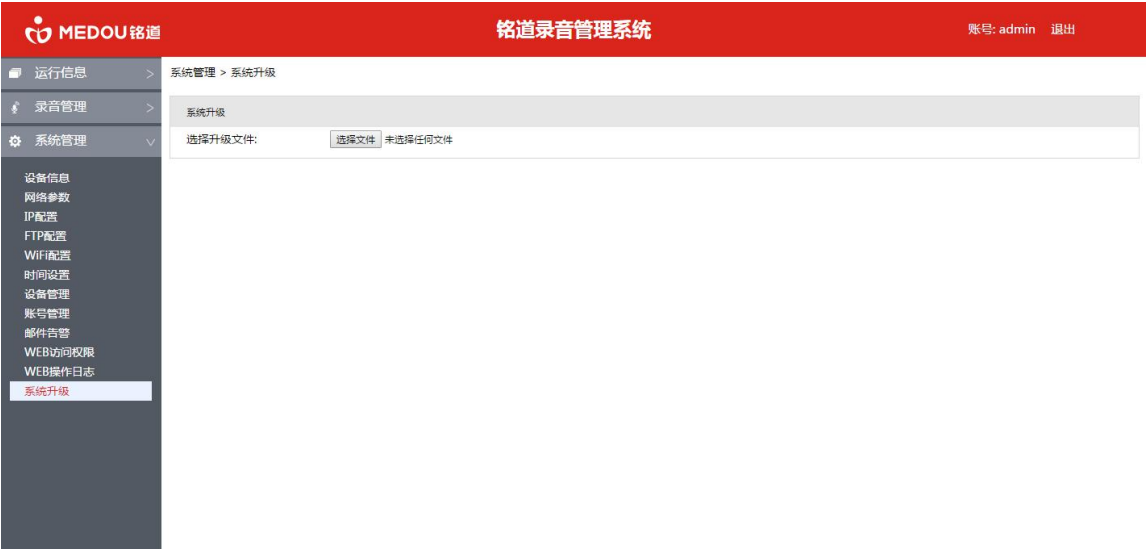 MEDOU铭道
铭道录音管理系统
账号: admin 退出
运行信息 >
录音管理 >
系统管理 ∨
设备信息
网络参数
IP配置
FTP配置
WiFi配置
时间设置
设备管理
账号管理
邮件告警
WEB访问权限
WEB操作日志
系统升级
系统管理 > 系统升级
系统升级
选择升级文件: 选择文件 未选择任何文件